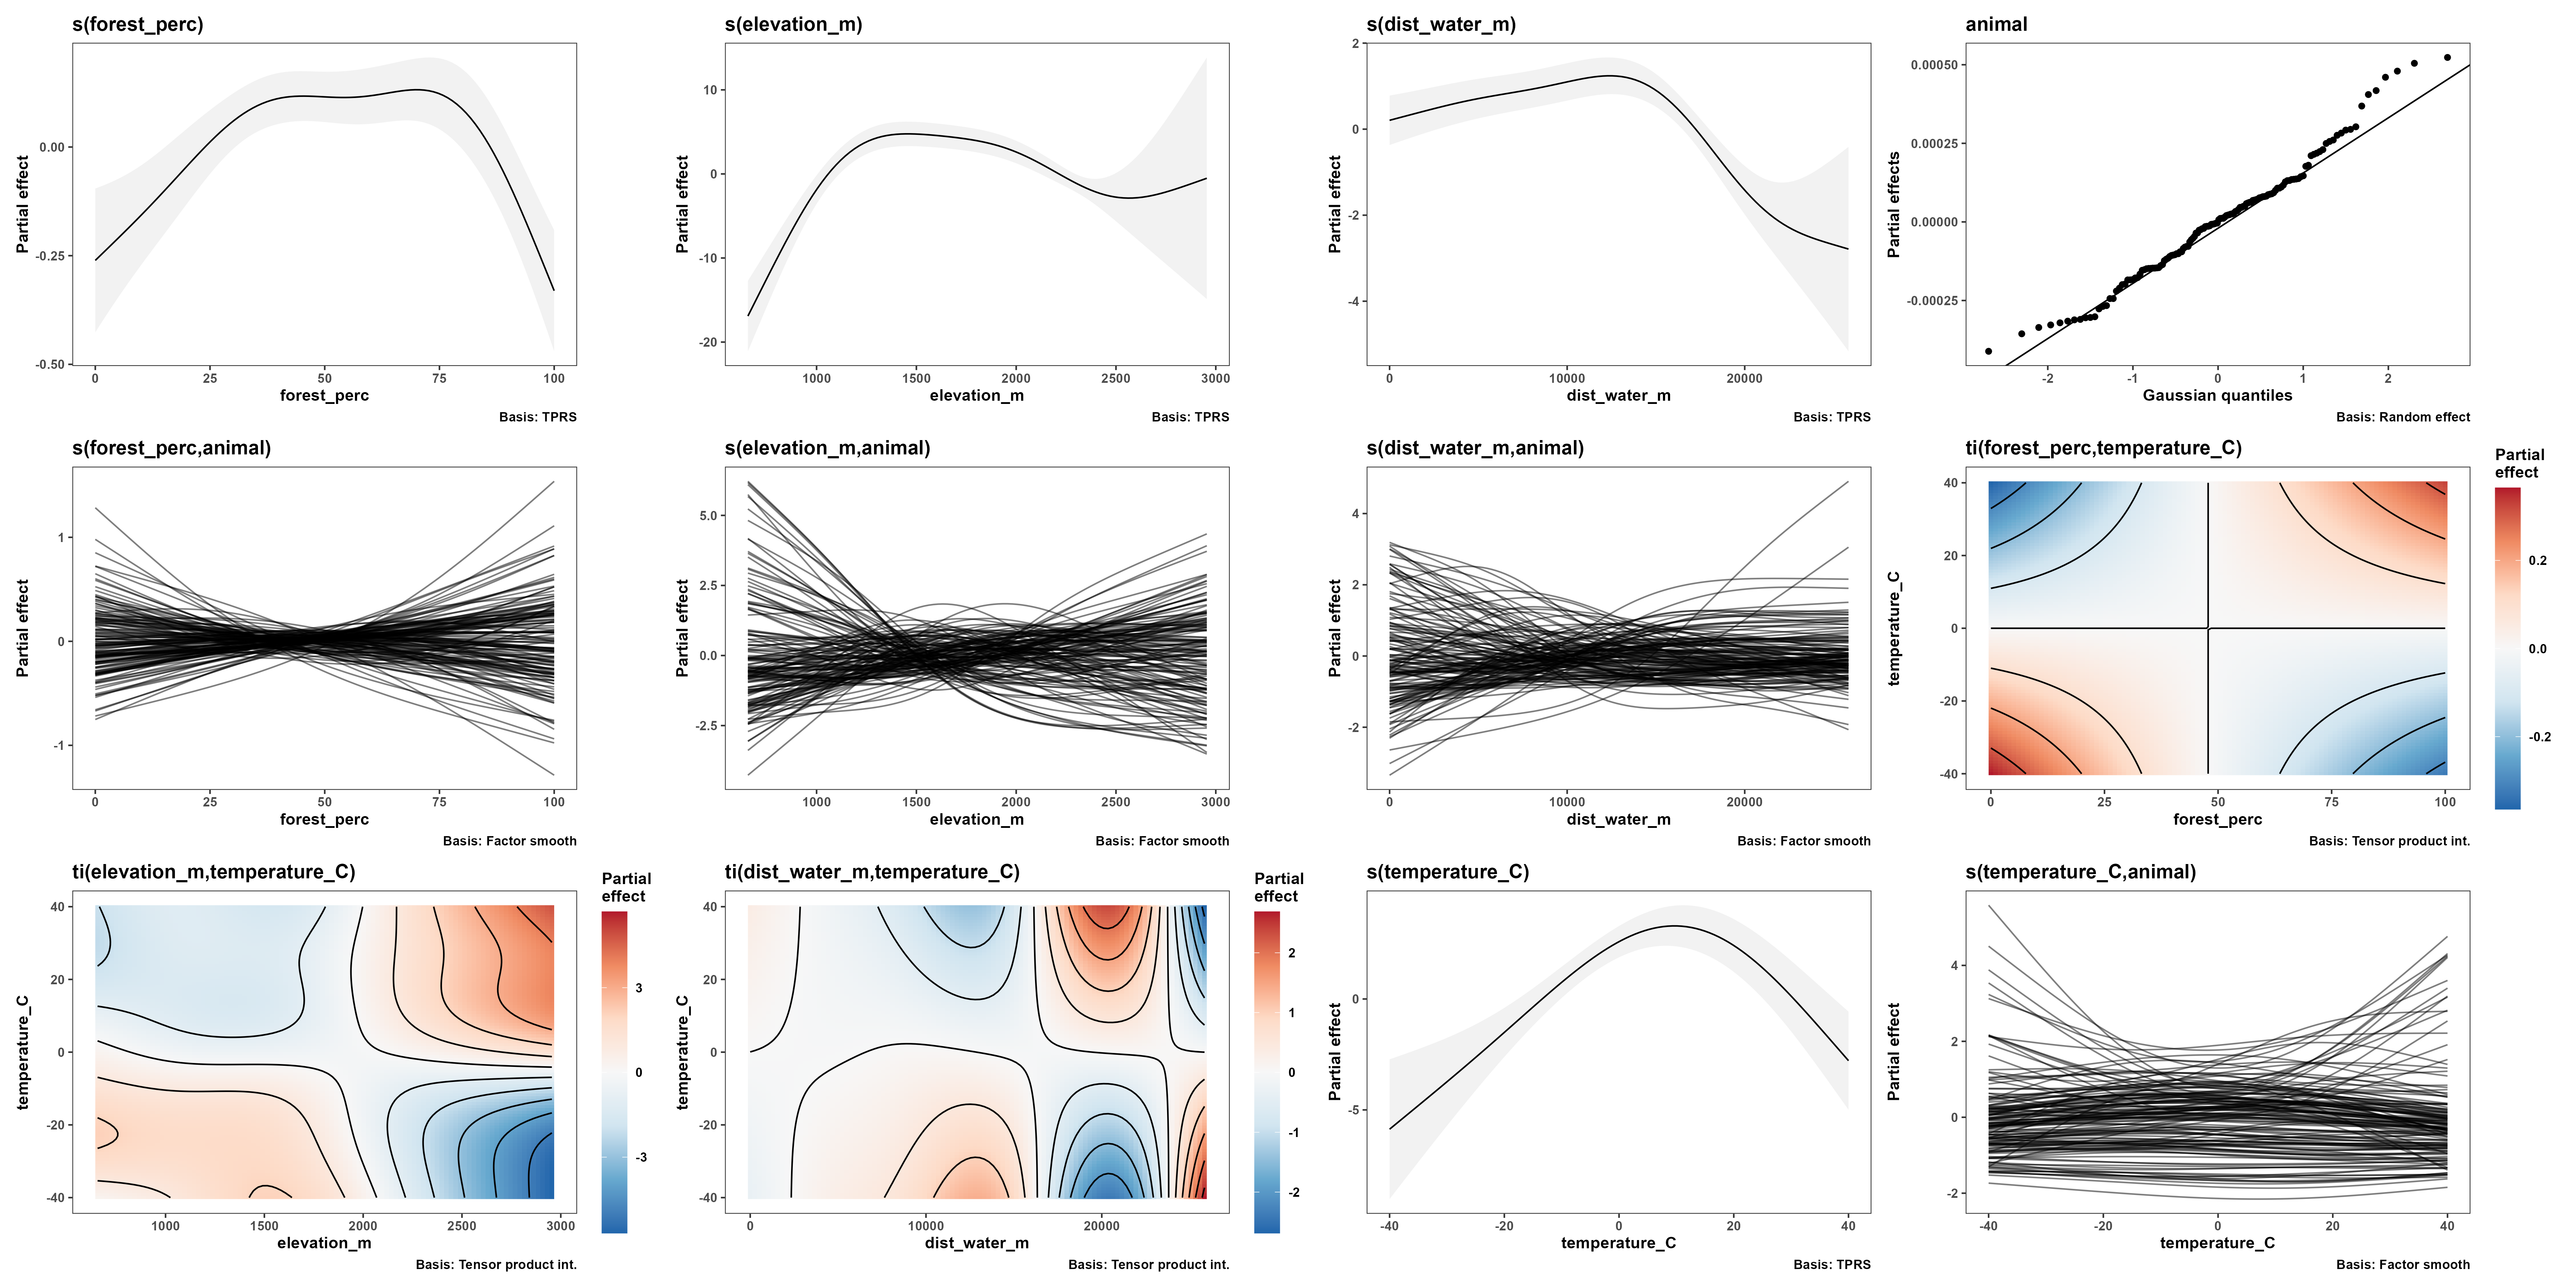 s(forest_perc)
Partial effect
0.00
-0.25
-0.50
0 25 50 75 100
forest_perc
Basis: TPRS
s(elevation_m)
Partial effect
10
0
-10
-20
1000 1500 2000 2500 3000
elevation_m
Basis: TPRS
s(dist_water_m)
Partial effect
2
0
-2
-4
0 10000 20000
dist_water_m
Basis: TPRS
animal
Partial effects
0.00050
0.00025
0.00000
-0.00025
-2 -1 0 1 2
Gaussian quantiles
Basis: Random effect
s(forest_perc,animal)
Partial effect
1
0
-1
0 25 50 75 100
forest_perc
Basis: Factor smooth
s(elevation_m,animal)
Partial effect
5.0
2.5
0.0
-2.5
1000 1500 2000 2500 3000
elevation_m
Basis: Factor smooth
s(dist_water_m,animal)
Partial effect
4
2
0
-2
0 10000 20000
dist_water_m
Basis: Factor smooth
ti(forest_perc,temperature_C)
temperature_C
40
20
0
-20
-40
0 25 50 75 100
forest_perc
Basis: Tensor product int.
Partial
effect
0.2
0.0
-0.2
ti(elevation_m,temperature_C)
temperature_C
40
20
0
-20
-40
1000 1500 2000 2500 3000
elevation_m
Basis: Tensor product int.
Partial
effect
3
0
-3
ti(dist_water_m,temperature_C)
temperature_C
40
20
0
-20
-40
0 10000 20000
dist_water_m
Basis: Tensor product int.
Partial
effect
2
1
0
-1
-2
s(temperature_C)
Partial effect
0
-5
-40 -20 0 20 40
temperature_C
Basis: TPRS
s(temperature_C,animal)
Partial effect
4
2
0
-2
-40 -20 0 20 40
temperature_C
Basis: Factor smooth